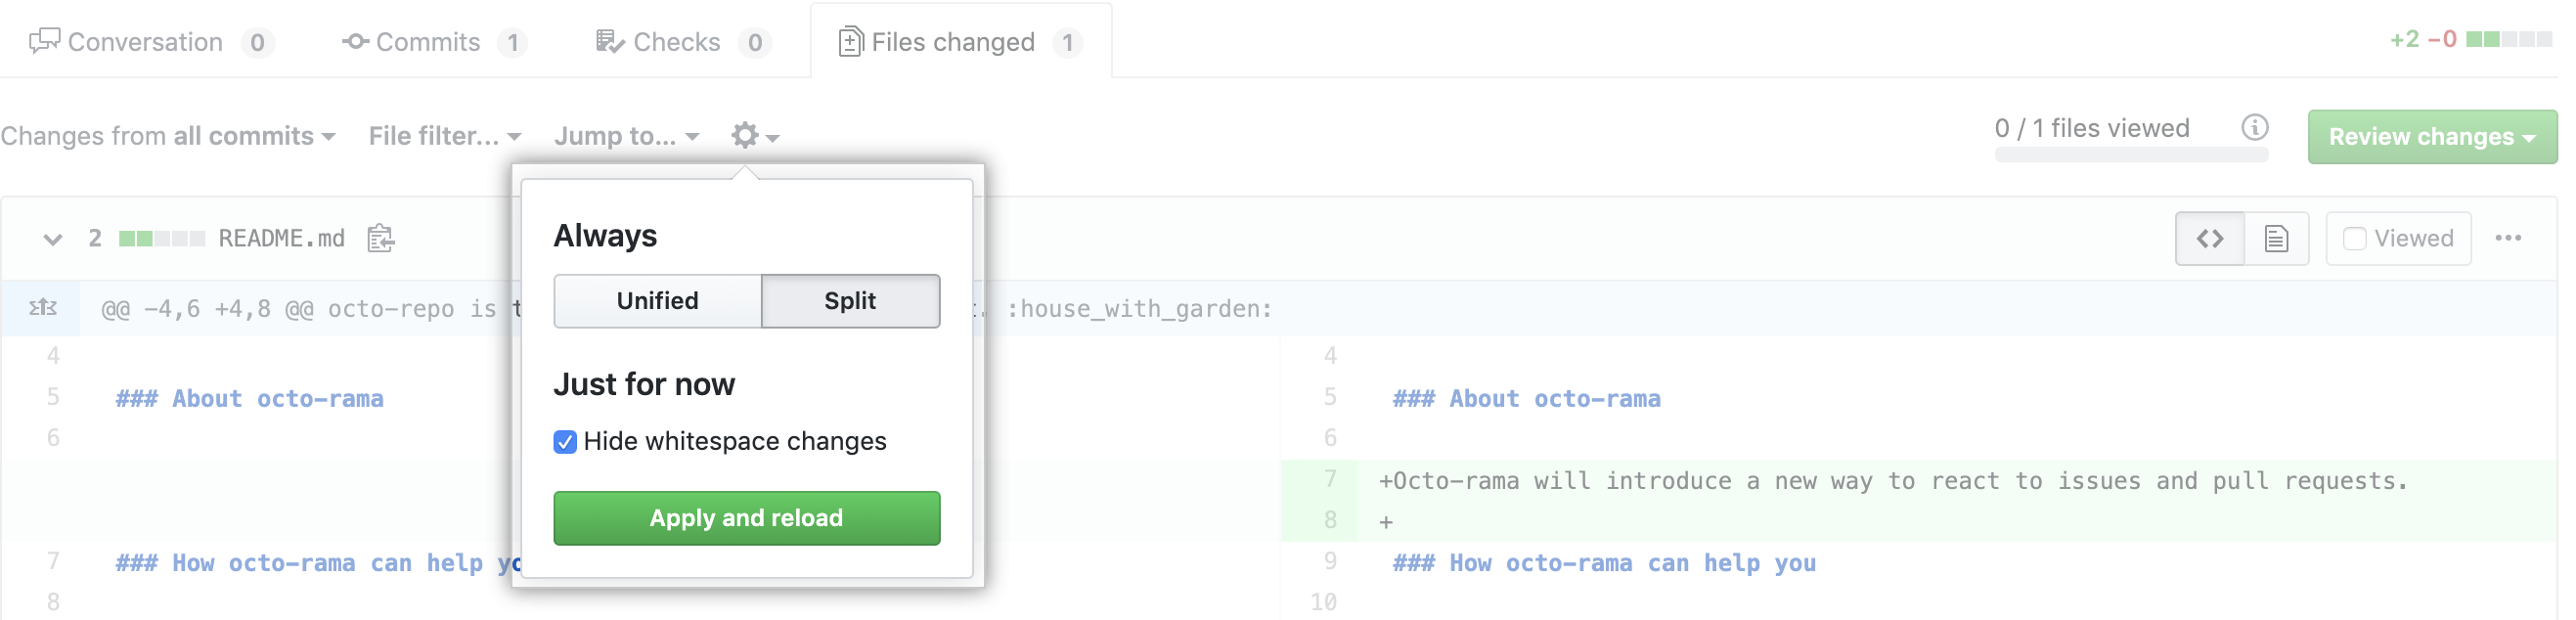 Conversation 0 Commits 1 Checks 0 Files changed 1 +2 −0
Changes from all commits File filter... Jump to... 0 / 1 files viewed Review changes
2 README.md Viewed
Always
Unified Split
@@ -4,6 +4,8 @@ octo-repo is :house_with_garden:
4 4
Just for now
5 ### About octo-rama 5 ### About octo-rama
6 6
Hide whitespace changes
7 +Octo-rama will introduce a new way to react to issues and pull requests.
8 +
Apply and reload
7 ### How octo-rama can help yo 9 ### How octo-rama can help you
8 10